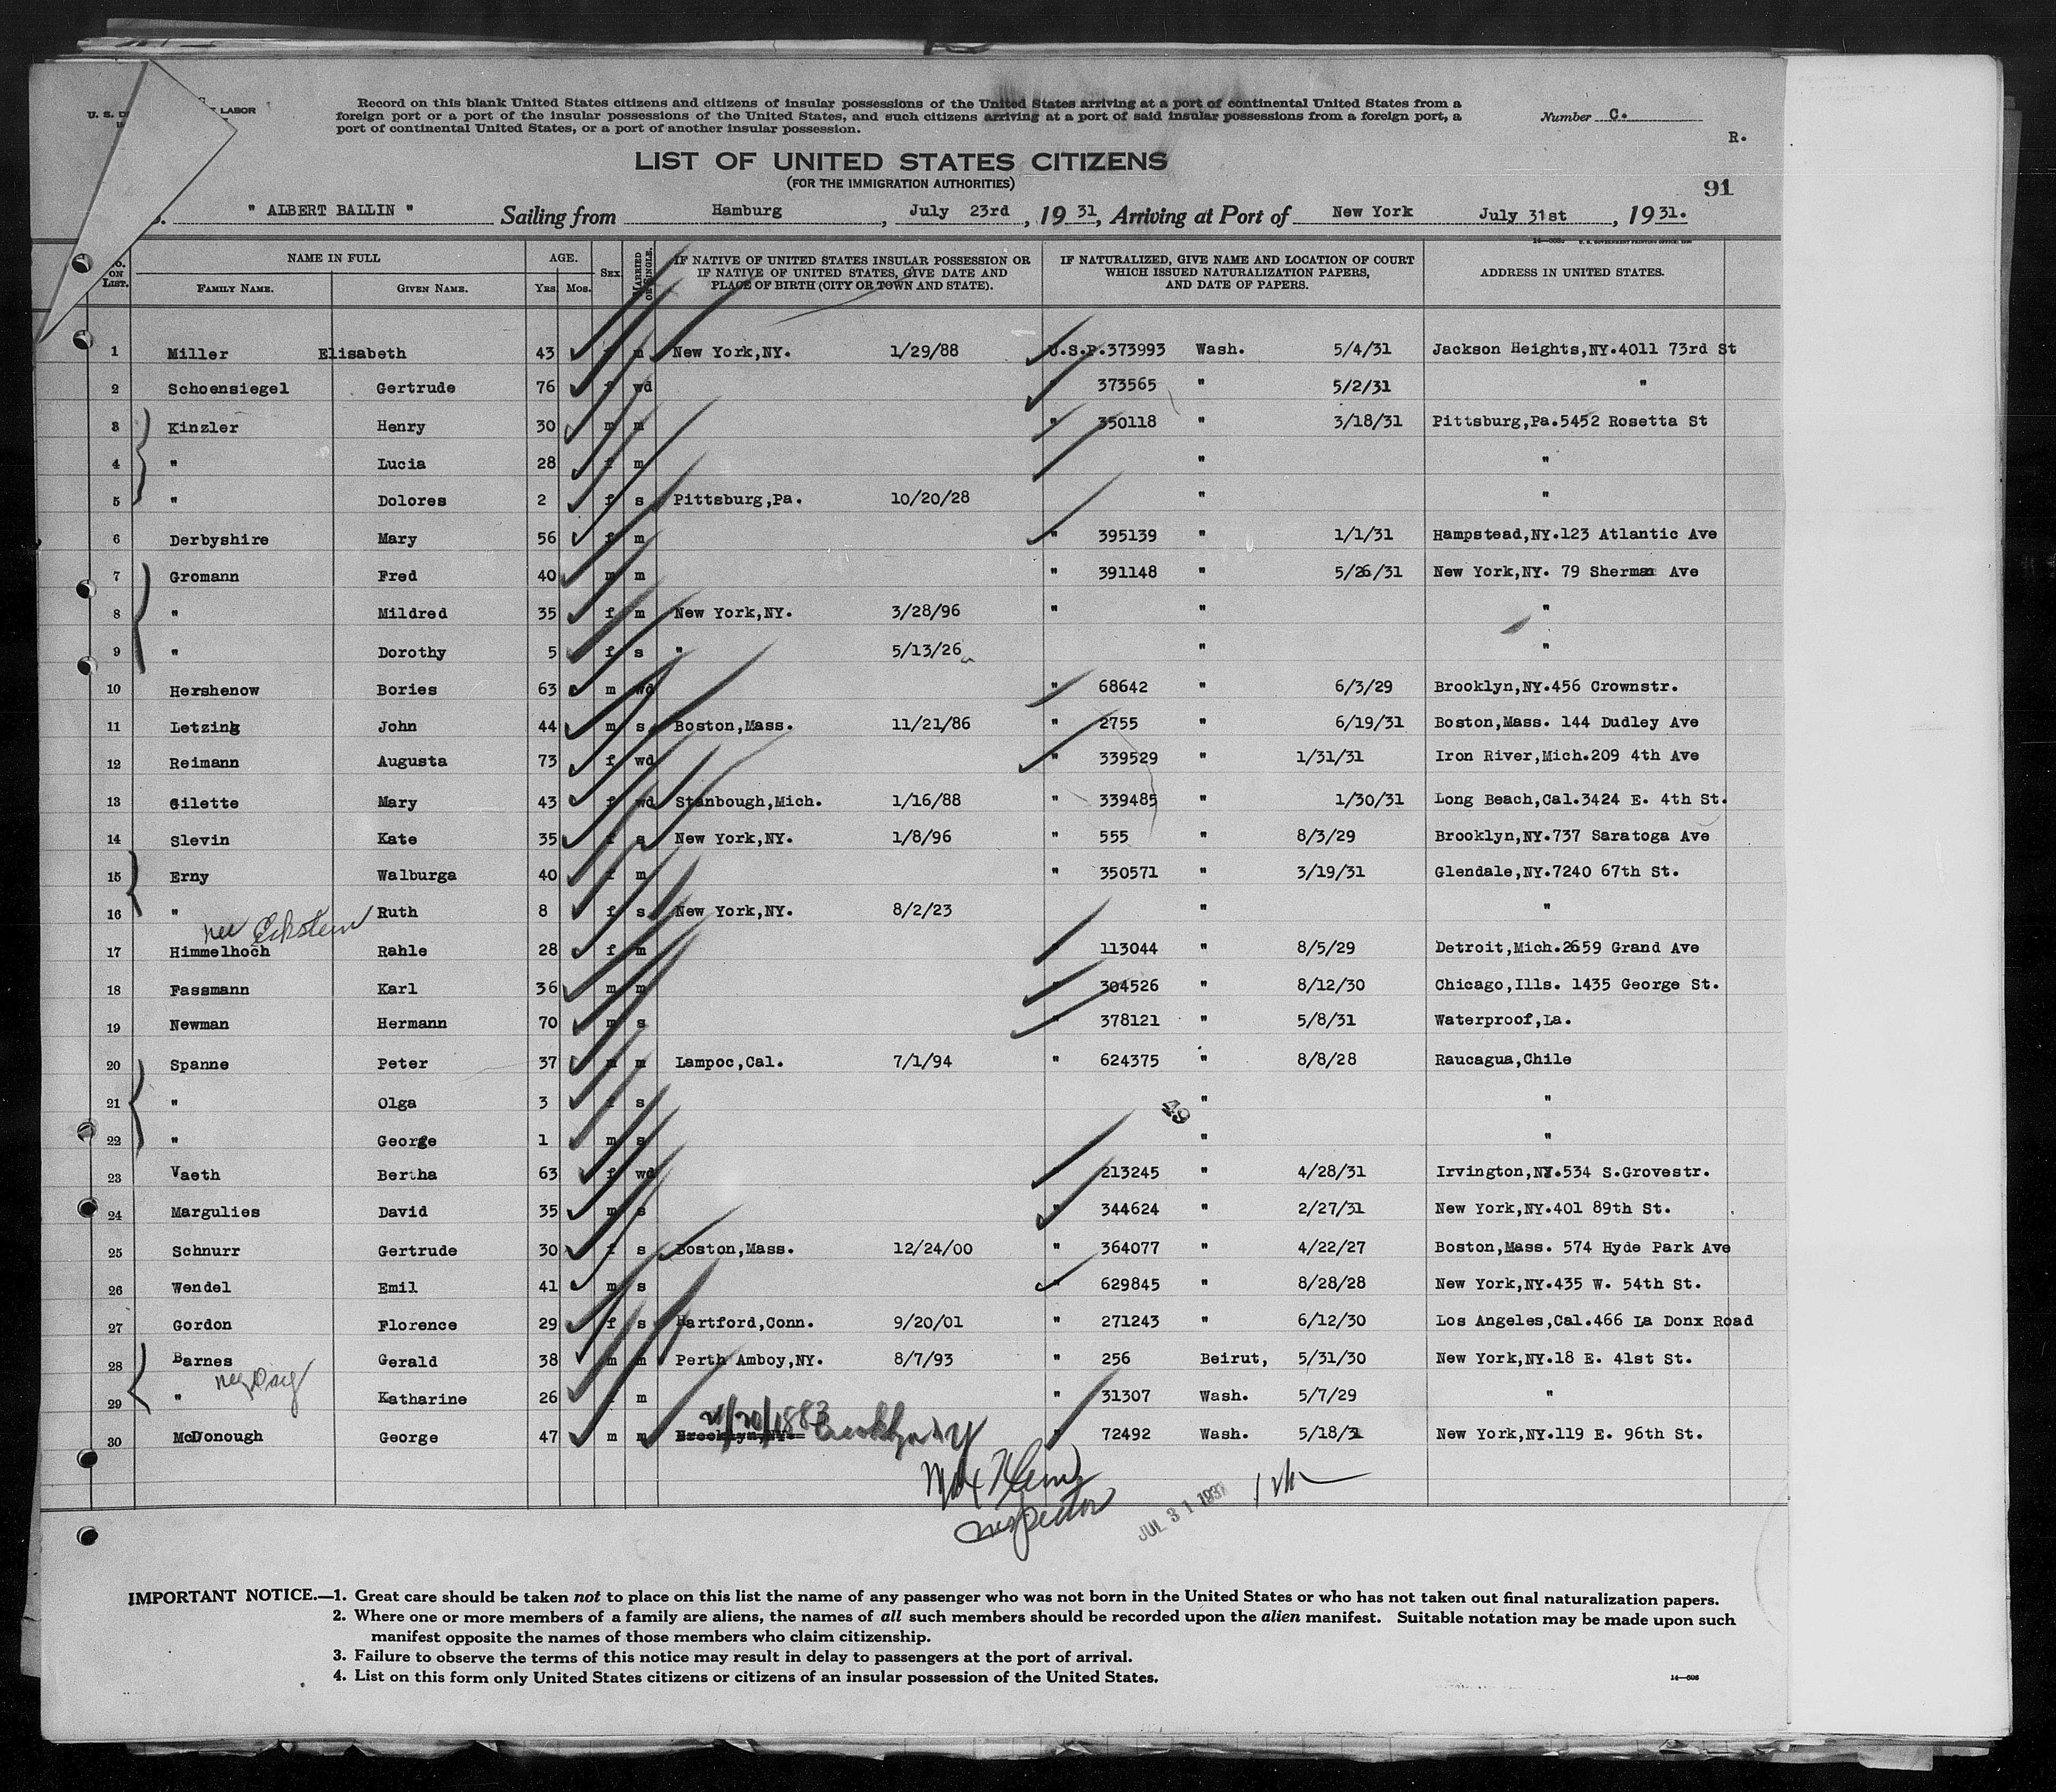 U. S. D LABOR
Record on this blank United States citizens and citizens of insular possessions of the United States arriving at a port of continental United States from a
foreign port or a port of the insular possessions of the United States, and such citizens arriving at a port of said insular possessions from a foreign port, a
port of continental United States, or a port of another insular possession.
Number C.
R.
LIST OF UNITED STATES CITIZENS
(FOR THE IMMIGRATION AUTHORITIES)
91
S. " ALBERT BALLIN " Sailing from Hamburg, July 23rd, 1931, Arriving at Port of New York July 31st, 1931.
No. ON LIST. NAME IN FULL FAMILY NAME. GIVEN NAME. AGE. YRS. MOS. SEX MARRIED OR SINGLE. IF NATIVE OF UNITED STATES INSULAR POSSESSION OR IF NATIVE OF UNITED STATES, GIVE DATE AND PLACE OF BIRTH (CITY OR TOWN AND STATE). IF NATURALIZED, GIVE NAME AND LOCATION OF COURT WHICH ISSUED NATURALIZATION PAPERS, AND DATE OF PAPERS. ADDRESS IN UNITED STATES.
1 Miller Elisabeth 43 f m New York,NY. 1/29/88 U.S.P.373993 Wash. 5/4/31 Jackson Heights,NY.4011 73rd St
2 Schoensiegel Gertrude 76 f wd " 373565 " 5/2/31 "
3 Kinzler Henry 30 m m " 350118 " 3/18/31 Pittsburg,Pa.5452 Rosetta St
4 " Lucia 28 f m " "
5 " Dolores 2 f s Pittsburg,Pa. 10/20/28 " "
6 Derbyshire Mary 56 f m " 395139 " 1/1/31 Hampstead,NY.123 Atlantic Ave
7 Gromann Fred 40 m m " 391148 " 5/26/31 New York,NY. 79 Sherman Ave
8 " Mildred 35 f m New York,NY. 3/28/96 " " "
9 " Dorothy 5 f s " 5/13/26 " "
10 Hershenow Bories 63 m wd " 68642 " 6/3/29 Brooklyn,NY.456 Crownstr.
11 Letzing John 44 m s Boston,Mass. 11/21/86 " 2755 " 6/19/31 Boston,Mass. 144 Dudley Ave
12 Reimann Augusta 73 f wd " 339529 " 1/31/31 Iron River,Mich.209 4th Ave
13 Gilette Mary 43 f wd Stanbough,Mich. 1/16/88 " 339485 " 1/30/31 Long Beach,Cal.3424 E. 4th St.
14 Slevin Kate 35 f s New York,NY. 1/8/96 " 555 " 8/3/29 Brooklyn,NY.737 Saratoga Ave
15 Erny Walburga 40 f m " 350571 " 3/19/31 Glendale,NY.7240 67th St.
16 " Ruth 8 f s New York,NY. 8/2/23 " "
nee Eckstein
17 Himmelhoch Rahle 28 f m " 113044 " 8/5/29 Detroit,Mich.2659 Grand Ave
18 Fassmann Karl 36 m m " 304526 " 8/12/30 Chicago,Ills. 1435 George St.
19 Newman Hermann 70 m s " 378121 " 5/8/31 Waterproof,La.
20 Spanne Peter 37 m m Lampoc,Cal. 7/1/94 " 624375 " 8/8/28 Raucagua,Chile
21 " Olga 3 f s " "
49
22 " George 1 m s " "
23 Vaeth Bertha 63 f wd " 213245 " 4/28/31 Irvington,NY.534 S.Grovestr.
24 Margulies David 35 m s " 344624 " 2/27/31 New York,NY.401 89th St.
25 Schnurr Gertrude 30 f s Boston,Mass. 12/24/00 " 364077 " 4/22/27 Boston,Mass. 574 Hyde Park Ave
26 Wendel Emil 41 m s " 629845 " 8/28/28 New York,NY.435 W. 54th St.
27 Gordon Florence 29 f s Hartford,Conn. 9/20/01 " 271243 " 6/12/30 Los Angeles,Cal.466 La Donx Road
28 Barnes Gerald 38 m m Perth Amboy,NY. 8/7/93 " 256 Beirut, 5/31/30 New York,NY.18 E. 41st St.
29 " Katharine 26 f m " 31307 Wash. 5/7/29 "
30 McDonough George 47 m m Brooklyn,NY. Brooklyn NY " 72492 Wash. 5/18/31 New York,NY.119 E. 96th St.
Inspector
JUL 31 1931
IMPORTANT NOTICE.—1. Great care should be taken not to place on this list the name of any passenger who was not born in the United States or who has not taken out final naturalization papers.
2. Where one or more members of a family are aliens, the names of all such members should be recorded upon the alien manifest. Suitable notation may be made upon such
manifest opposite the names of those members who claim citizenship.
3. Failure to observe the terms of this notice may result in delay to passengers at the port of arrival.
4. List on this form only United States citizens or citizens of an insular possession of the United States.